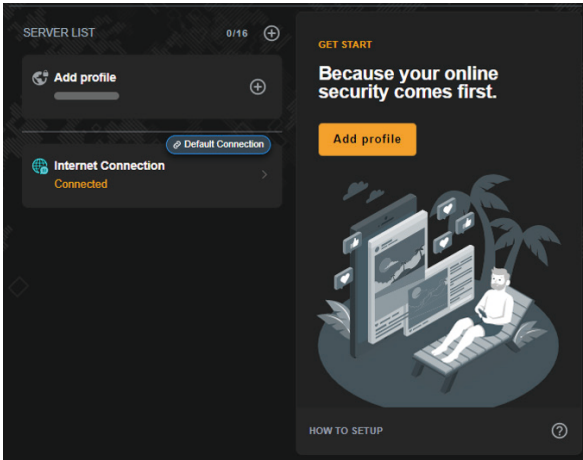 SERVER LIST
0/16
Add profile
Default Connection
Internet Connection
Connected
GET START
Because your online
security comes first.
Add profile
HOW TO SETUP